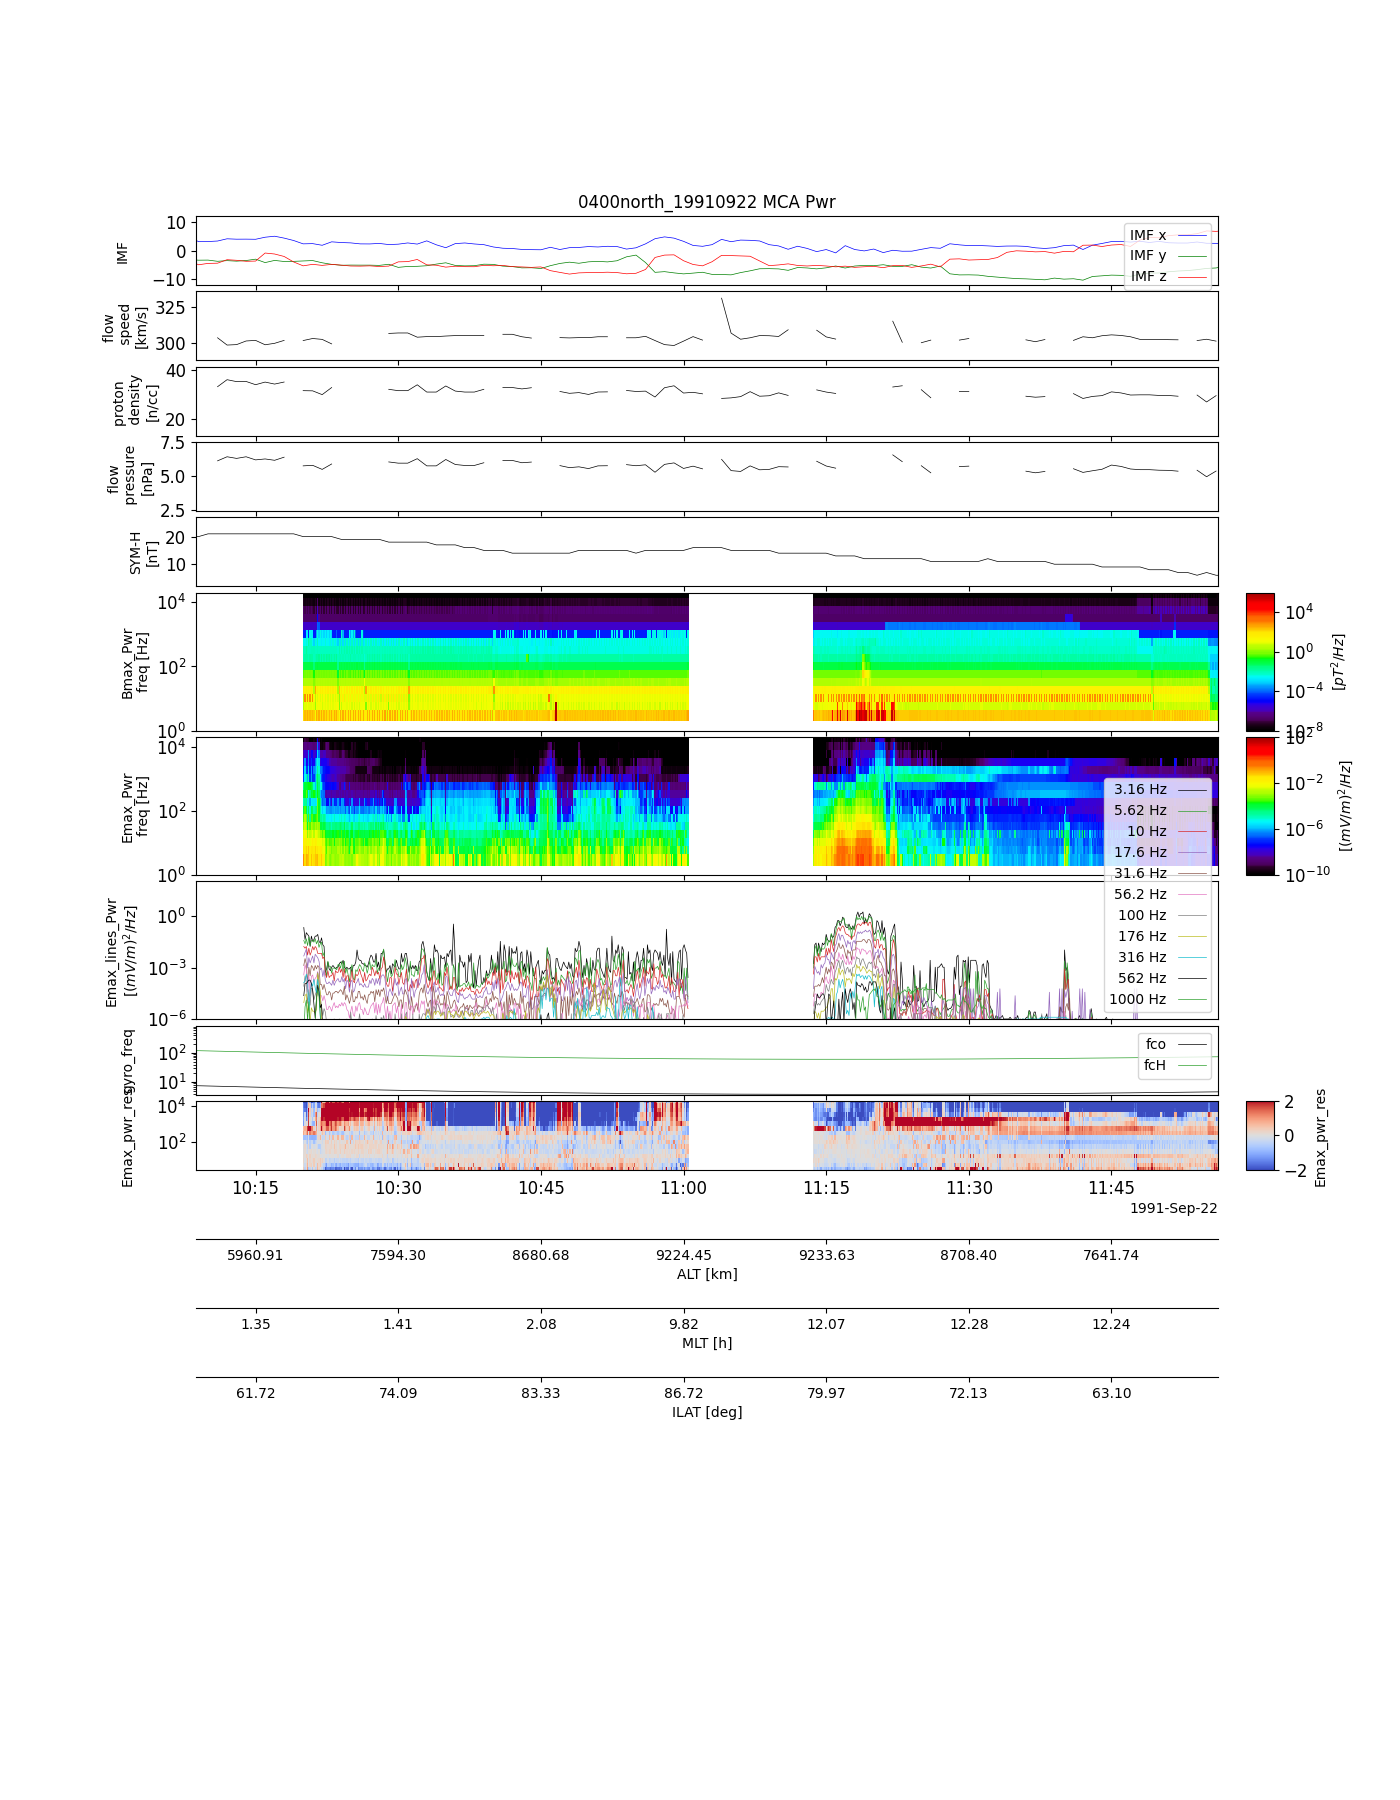 0400north_19910922 MCA Pwr
10
0
−10
IMF
IMF x
IMF y
IMF z
325
300
flow
speed
[km/s]
40
20
proton
density
[n/cc]
7.5
5.0
2.5
flow
pressure
[nPa]
20
10
SYM-H
[nT]
10^4
10^2
10^0
Bmax_Pwr
freq [Hz]
10^4
10^0
10^−4
10^−8
[pT^2/Hz]
10^4
10^2
10^0
Emax_Pwr
freq [Hz]
10^2
10^−2
10^−6
10^−10
[(mV/m)^2/Hz]
3.16 Hz
5.62 Hz
10 Hz
17.6 Hz
31.6 Hz
56.2 Hz
100 Hz
176 Hz
316 Hz
562 Hz
1000 Hz
10^0
10^−3
10^−6
Emax_lines_Pwr
[(mV/m)^2/Hz]
10^2
10^1
gyro_freq
fco
fcH
10^4
10^2
Emax_pwr_res
2
0
−2
Emax_pwr_res
10:15 10:30 10:45 11:00 11:15 11:30 11:45
1991-Sep-22
5960.91 7594.30 8680.68 9224.45 9233.63 8708.40 7641.74
ALT [km]
1.35 1.41 2.08 9.82 12.07 12.28 12.24
MLT [h]
61.72 74.09 83.33 86.72 79.97 72.13 63.10
ILAT [deg]